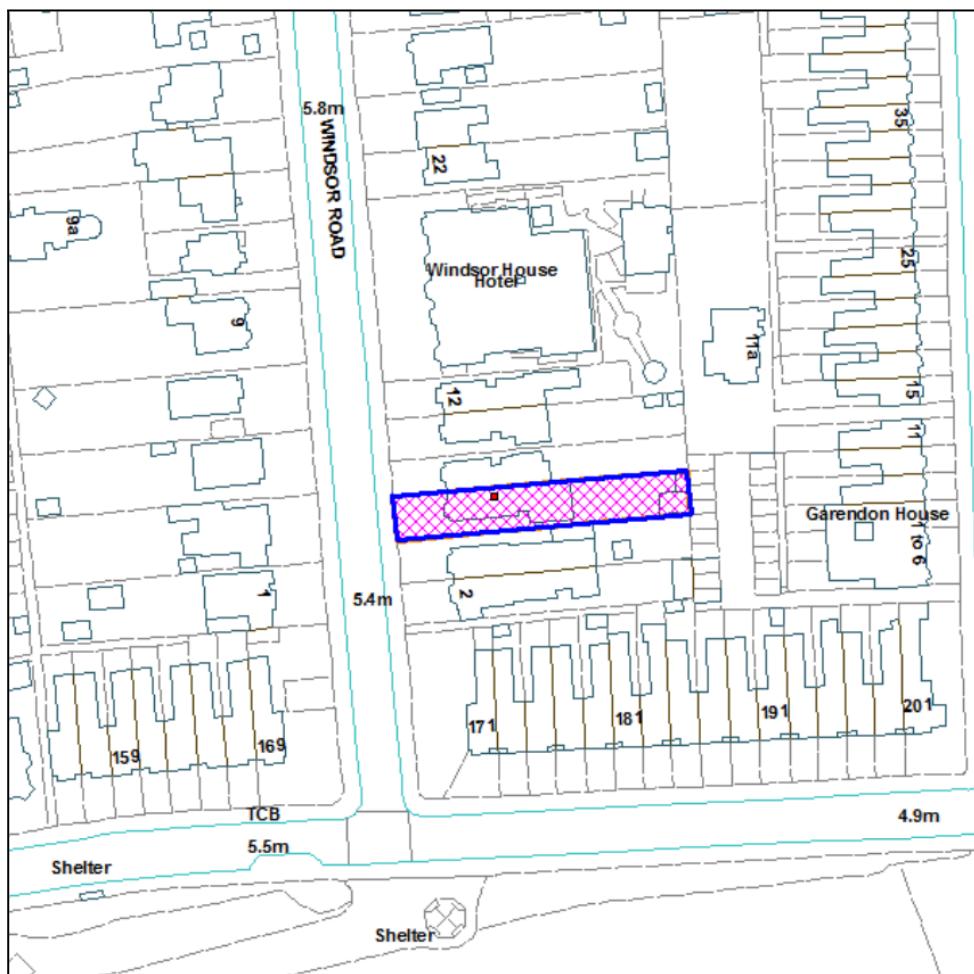 5.8m
WINDSOR ROAD
35
22
9a
25
Windsor House
Hotel
9
11a
12
15
11
Garendon House
1 to 6
1
2
5.4m
171
181
191
201
159
169
TCB
4.9m
5.5m
Shelter
Shelter